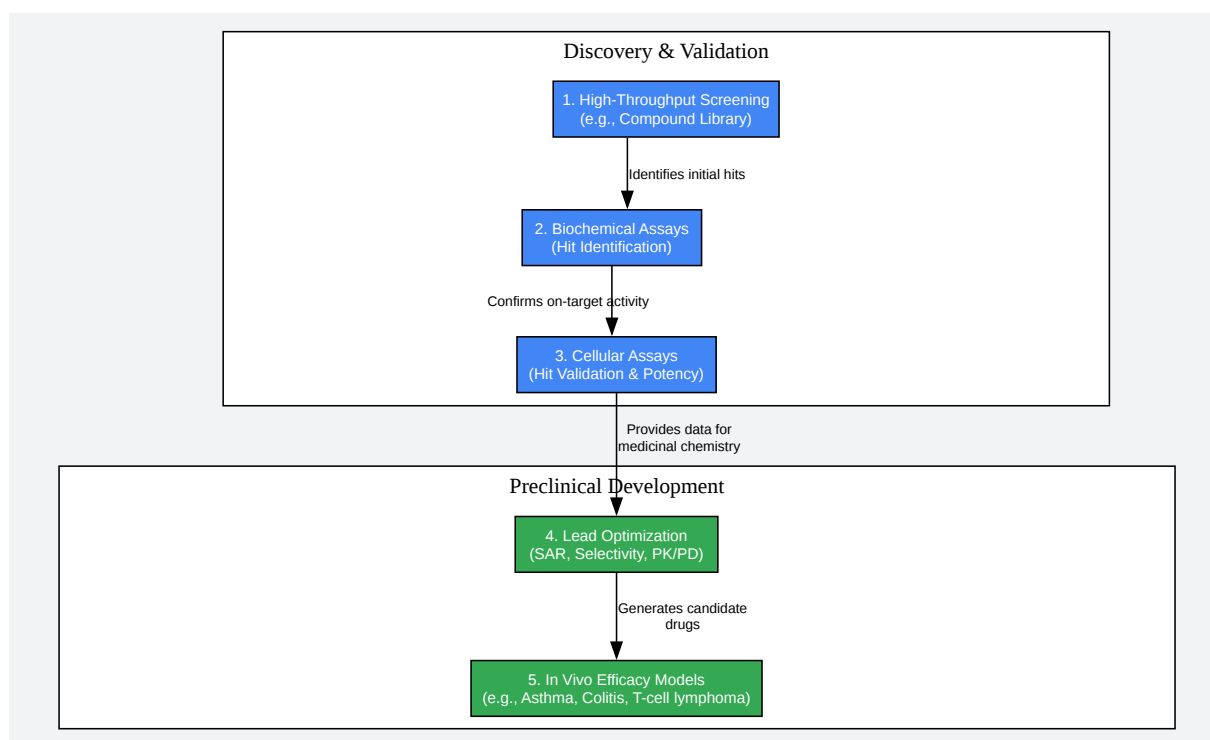 Discovery & Validation
1. High-Throughput Screening
(e.g., Compound Library)
Identifies initial hits
2. Biochemical Assays
(Hit Identification)
Confirms on-target activity
3. Cellular Assays
(Hit Validation & Potency)
Provides data for
medicinal chemistry
Preclinical Development
4. Lead Optimization
(SAR, Selectivity, PK/PD)
Generates candidate
drugs
5. In Vivo Efficacy Models
(e.g., Asthma, Colitis, T-cell lymphoma)